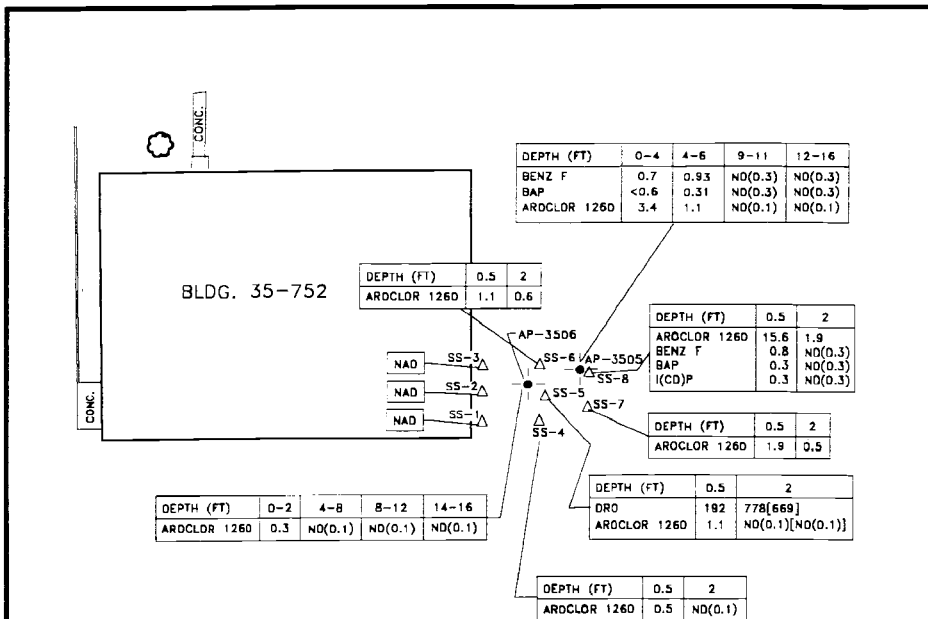 CONC.
DEPTH (FT) 0-4 4-6 9-11 12-16
BENZ F 0.7 0.93 ND(0.3) ND(0.3)
BAP <0.6 0.31 ND(0.3) ND(0.3)
AROCLOR 1260 3.4 1.1 ND(0.1) ND(0.1)
BLDG. 35-752
DEPTH (FT) 0.5 2
AROCLOR 1260 1.1 0.6
DEPTH (FT) 0.5 2
AROCLOR 1260 15.6 1.9
BENZ F 0.8 ND(0.3)
BAP 0.3 ND(0.3)
I(CD)P 0.3 ND(0.3)
AP-3506
NAD SS-3
SS-6
AP-3505
SS-8
NAD SS-2
SS-5
SS-7
NAD SS-1
SS-4
CONC.
DEPTH (FT) 0.5 2
AROCLOR 1260 1.9 0.5
DEPTH (FT) 0.5 2
DRO 192 778[669]
AROCLOR 1260 1.1 ND(0.1)[ND(0.1)]
DEPTH (FT) 0-2 4-8 8-12 14-16
AROCLOR 1260 0.3 ND(0.1) ND(0.1) ND(0.1)
DEPTH (FT) 0.5 2
AROCLOR 1260 0.5 ND(0.1)